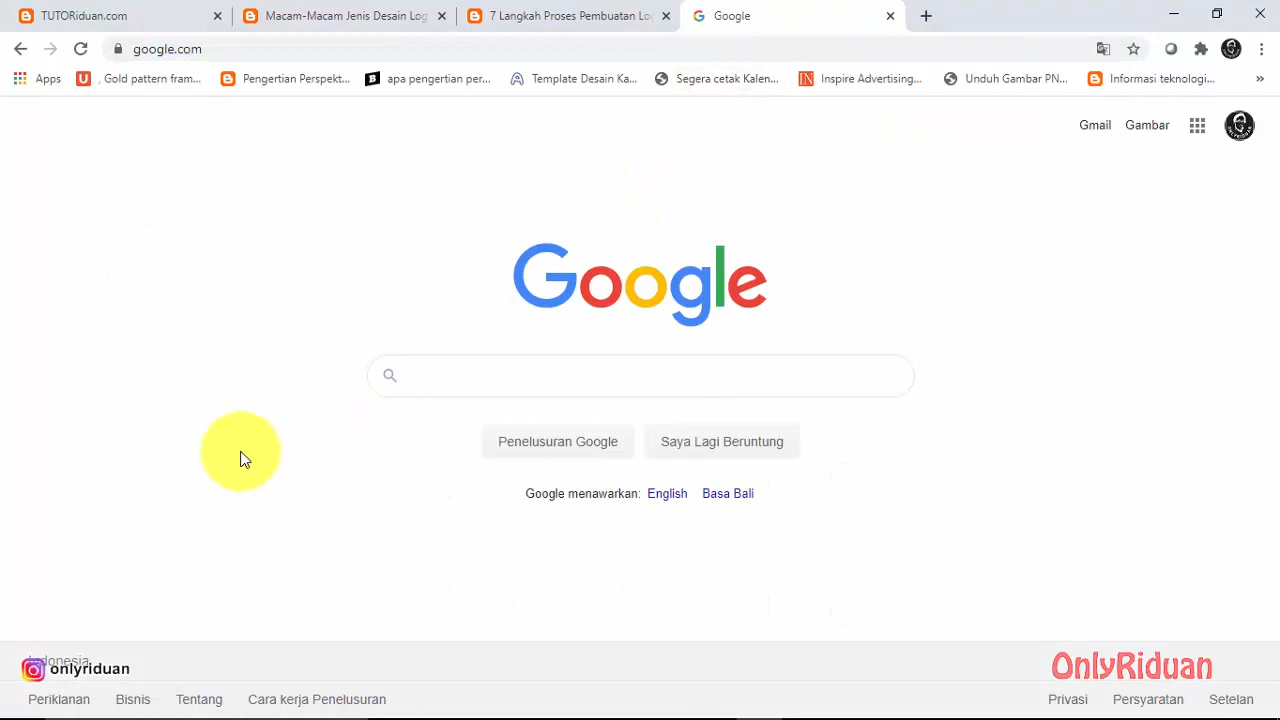 TUTORiduan.com
Macam-Macam Jenis Desain Log
7 Langkah Proses Pembuatan Lo
Google
google.com
Apps
, Gold pattern fram...
Pengertian Perspekt...
apa pengertian per...
Template Desain Ka...
Segera cetak Kalen...
Inspire Advertising...
Unduh Gambar PN...
Informasi teknologi...
»
Gmail Gambar
Google
Penelusuran Google Saya Lagi Beruntung
Google menawarkan: English Basa Bali
Indonesia
onlyriduan
OnlyRiduan
Periklanan Bisnis Tentang Cara kerja Penelusuran
Privasi Persyaratan Setelan